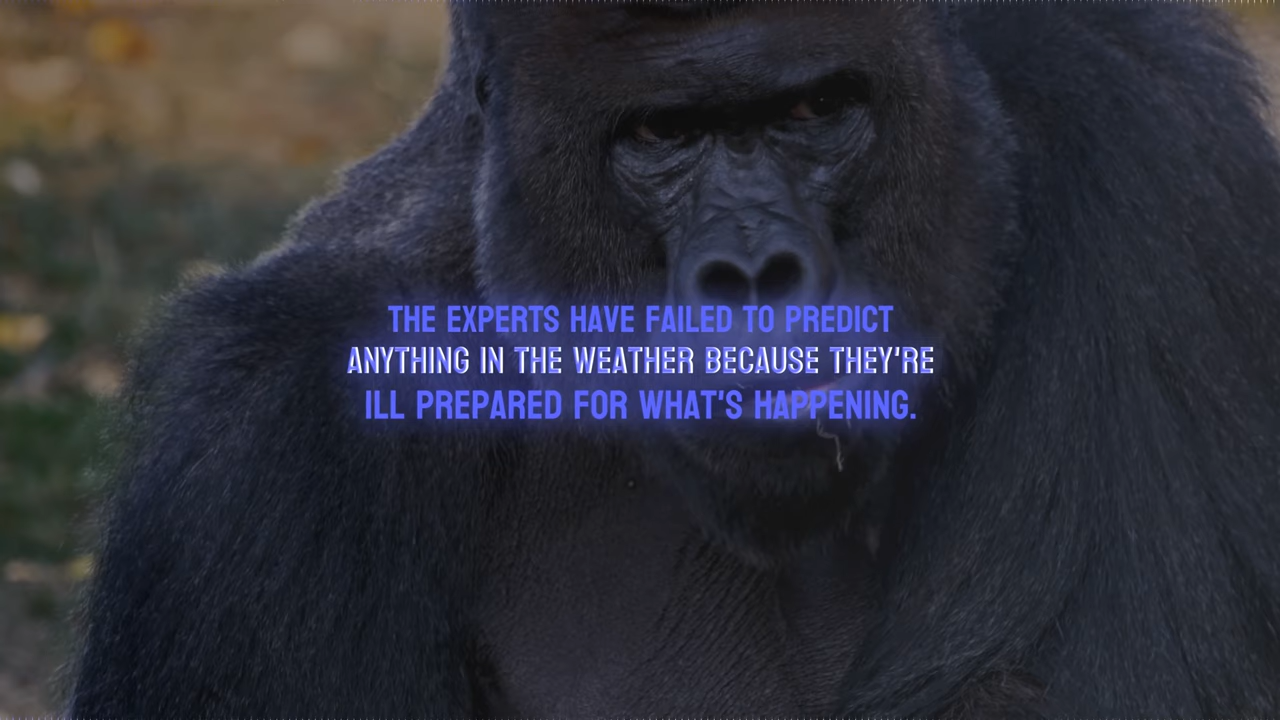 THE EXPERTS HAVE FAILED TO PREDICT
ANYTHING IN THE WEATHER BECAUSE THEY'RE
ILL PREPARED FOR WHAT'S HAPPENING.